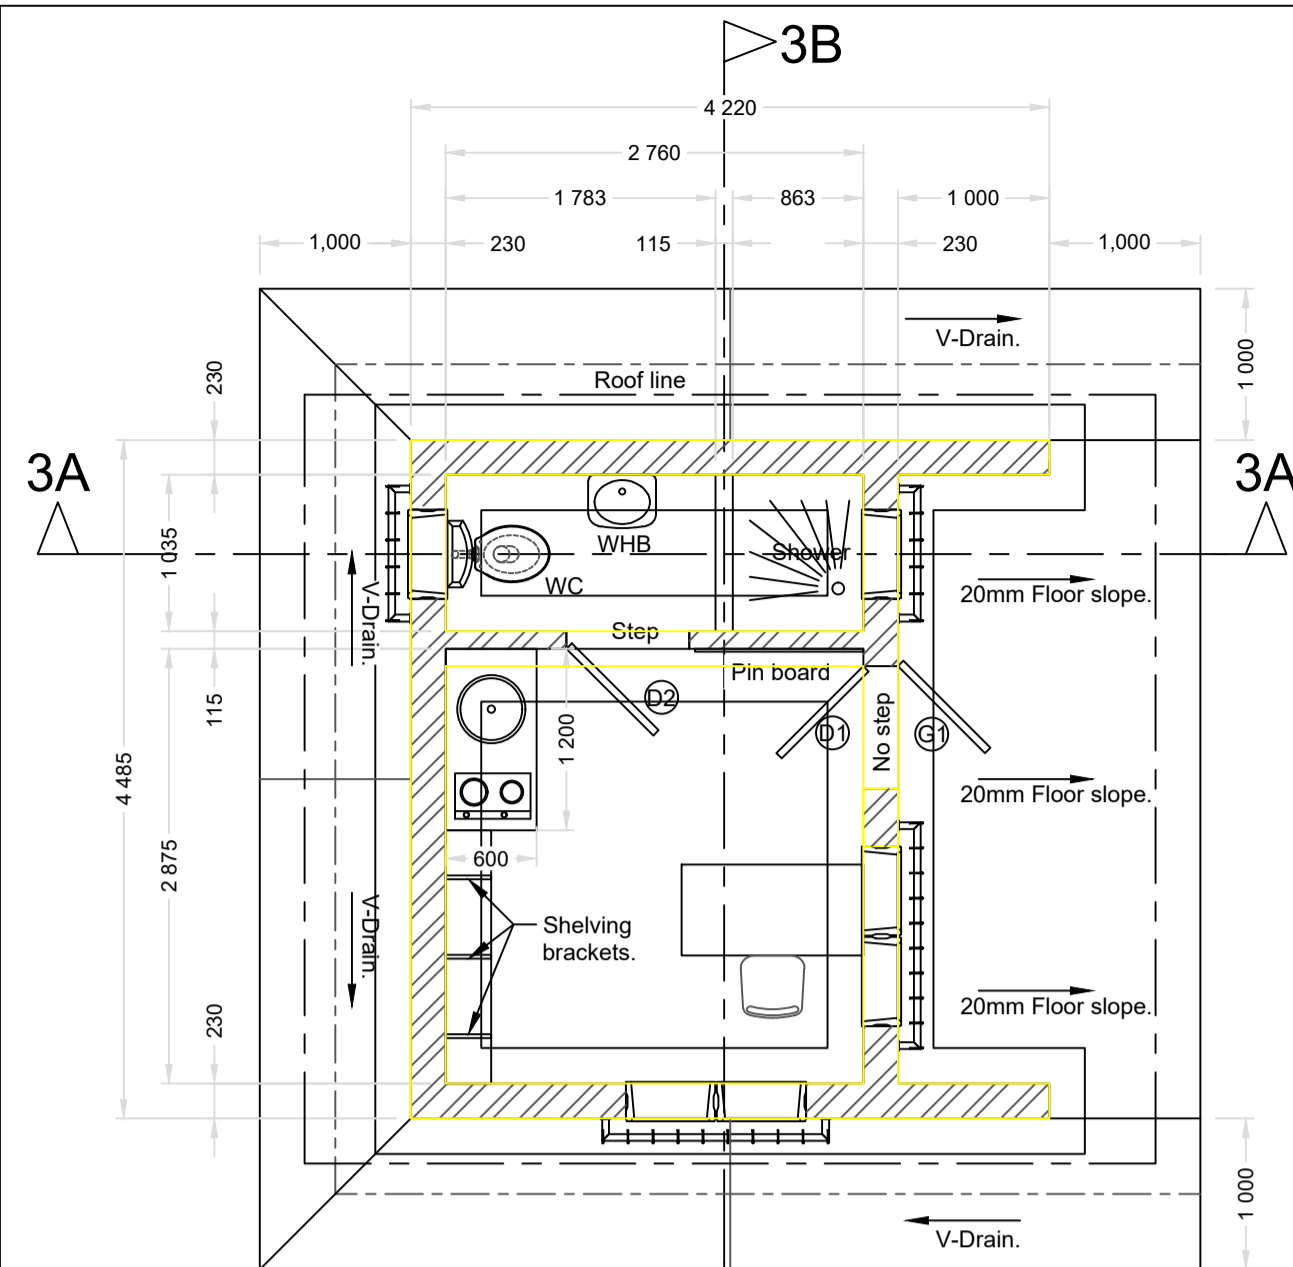 3B
4 220
2 760
1 783
863
1 000
1,000
230
115
230
1,000
V-Drain.
230
Roof line
1 000
3A
3A
1 035
WHB
Shower
WC
20mm Floor slope.
V-Drain.
Step
Pin board
115
D2
1 200
D1
No step
G1
4 485
20mm Floor slope.
2 875
600
V-Drain.
Shelving
brackets.
20mm Floor slope.
230
1 000
V-Drain.